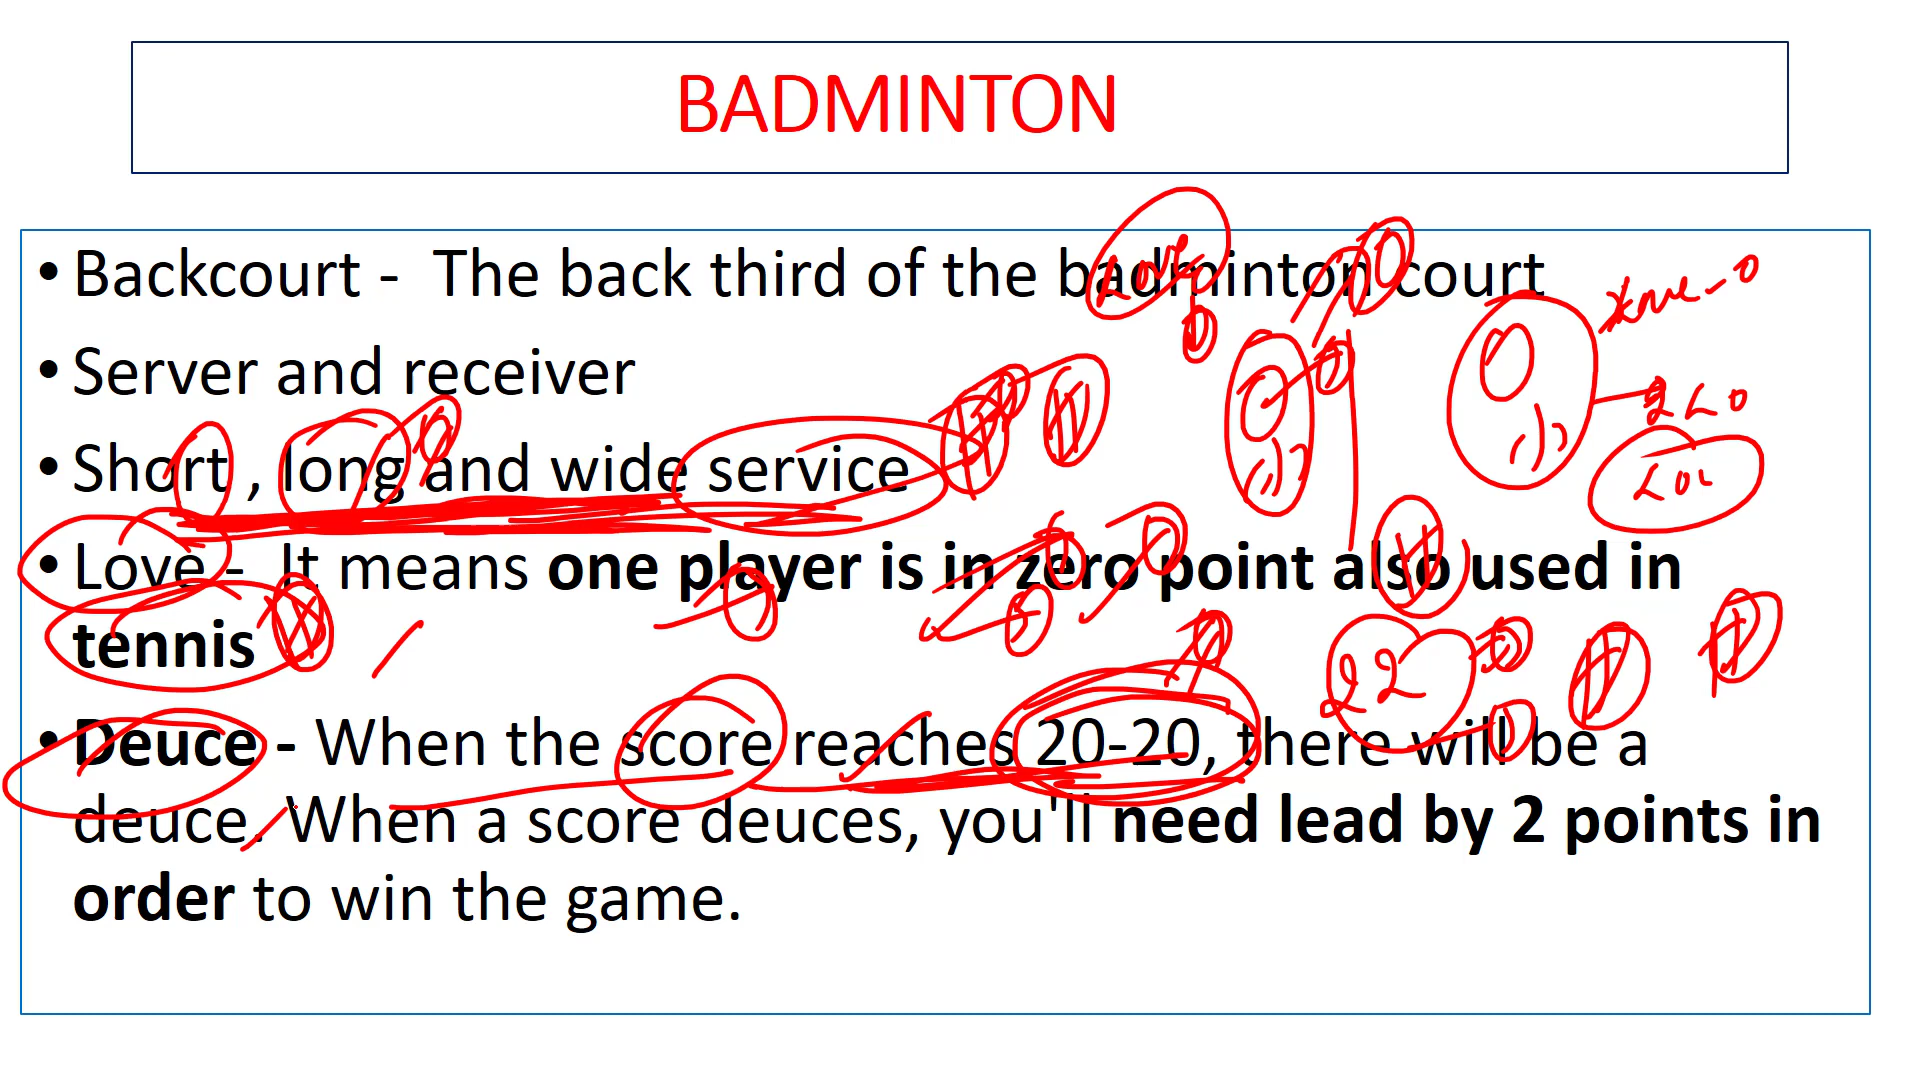 BADMINTON
• Backcourt - The back third of the badminton court
• Server and receiver
• Short , long and wide service
• Love - It means one player is in zero point also used in
tennis
• Deuce - When the score reaches 20-20, there will be a
deuce. When a score deuces, you'll need lead by 2 points in
order to win the game.
Love
22